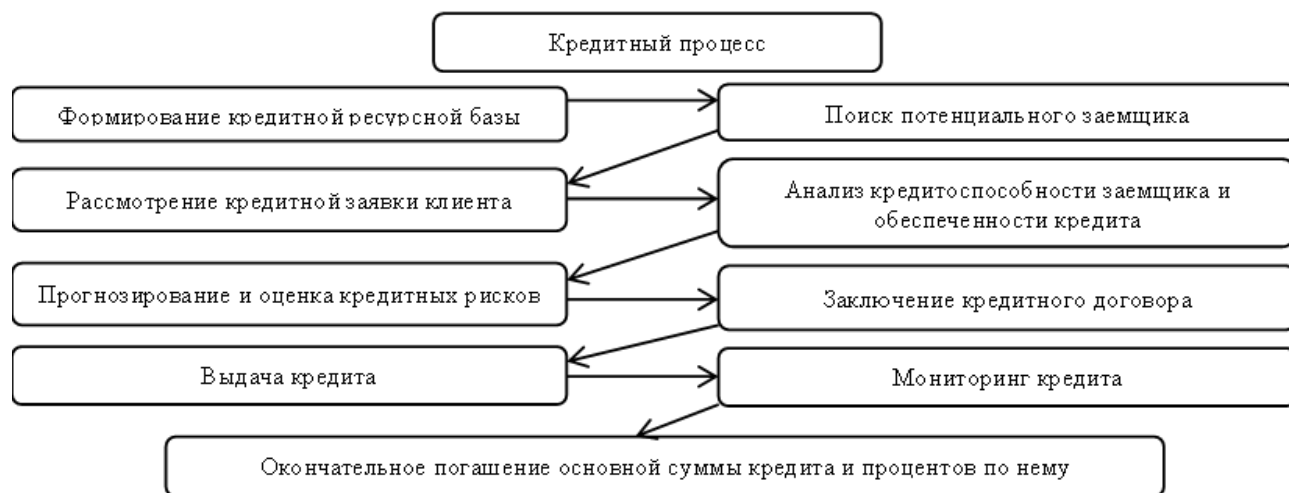 Кредитный процесс
Формирование кредитной ресурсной базы
Поиск потенциального заемщика
Рассмотрение кредитной заявки клиента
Анализ кредитоспособности заемщика и
обеспеченности кредита
Прогнозирование и оценка кредитных рисков
Заключение кредитного договора
Выдача кредита
Мониторинг кредита
Окончательное погашение основной суммы кредита и процентов по нему